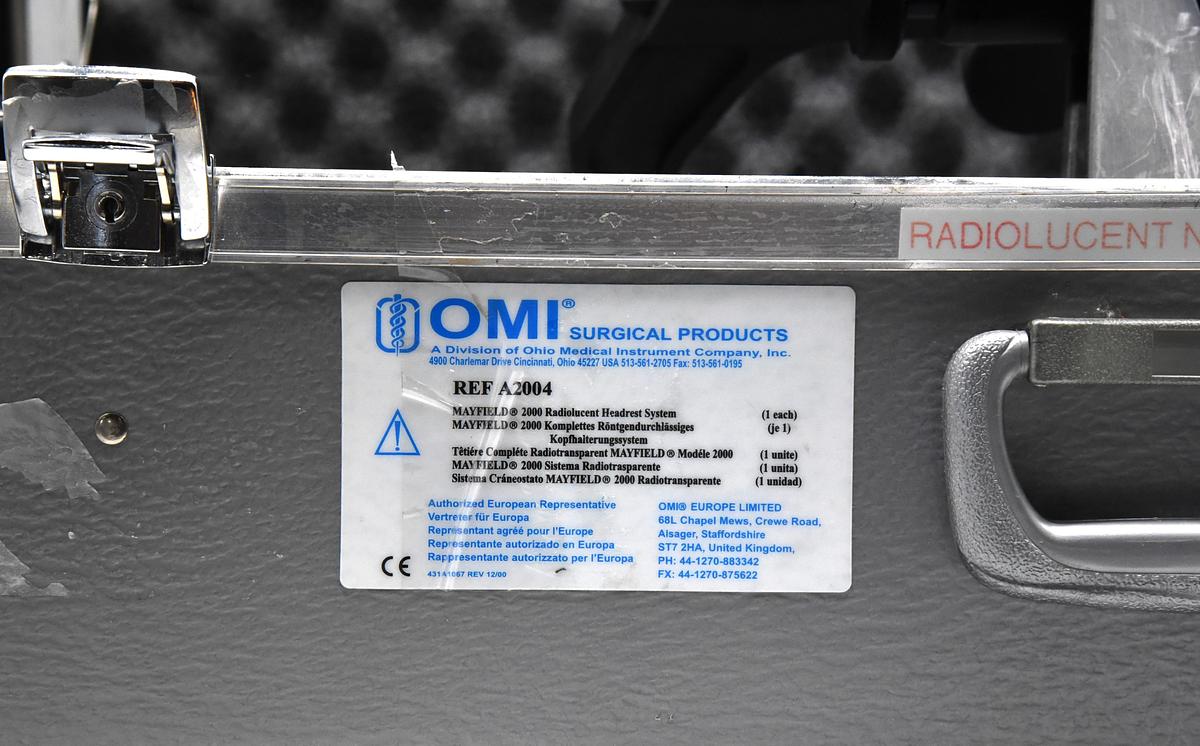 RADIOLUCENT
OMI®
SURGICAL PRODUCTS
A Division of Ohio Medical Instrument Company, Inc.
4900 Charlemar Drive Cincinnati, Ohio 45227 USA 513-561-2705 Fax: 513-561-0195
REF A2004
MAYFIELD® 2000 Radiolucent Headrest System (1 each)
MAYFIELD® 2000 Komplettes Röntgendurchlässiges (je 1)
Kopfhalterungssystem
Têtiére Compléte Radiotransparent MAYFIELD® Modéle 2000 (1 unite)
MAYFIELD® 2000 Sistema Radiotrasparente (1 unita)
Sistema Cráneostato MAYFIELD® 2000 Radiotransparente (1 unidad)
Authorized European Representative
Vertreter für Europa
Representant agréé pour l'Europe
Representante autorizado en Europa
Rappresentante autorizzato per l'Europa
431A1067 REV 12/00
CE
OMI® EUROPE LIMITED
68L Chapel Mews, Crewe Road,
Alsager, Staffordshire
ST7 2HA, United Kingdom,
PH: 44-1270-883342
FX: 44-1270-875622